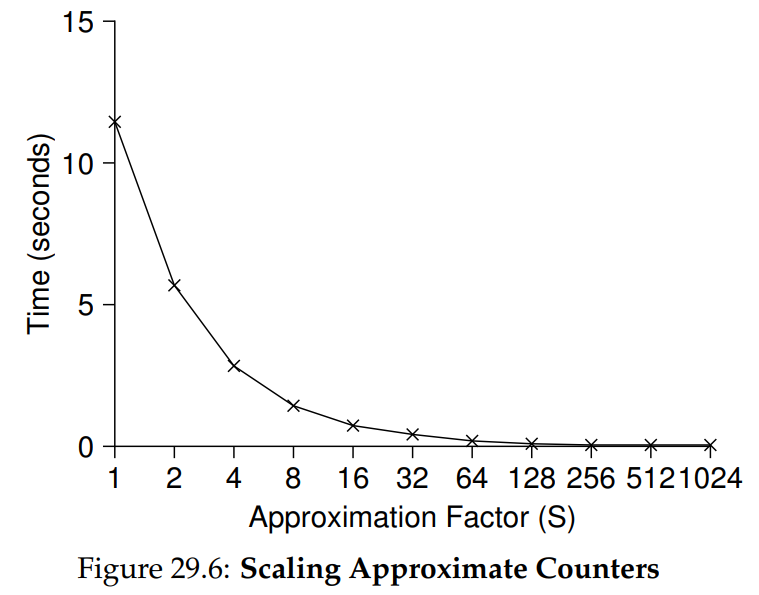 15
10
5
0
Time (seconds)
1 2 4 8 16 32 64 128 256 512 1024
Approximation Factor (S)
Figure 29.6: Scaling Approximate Counters